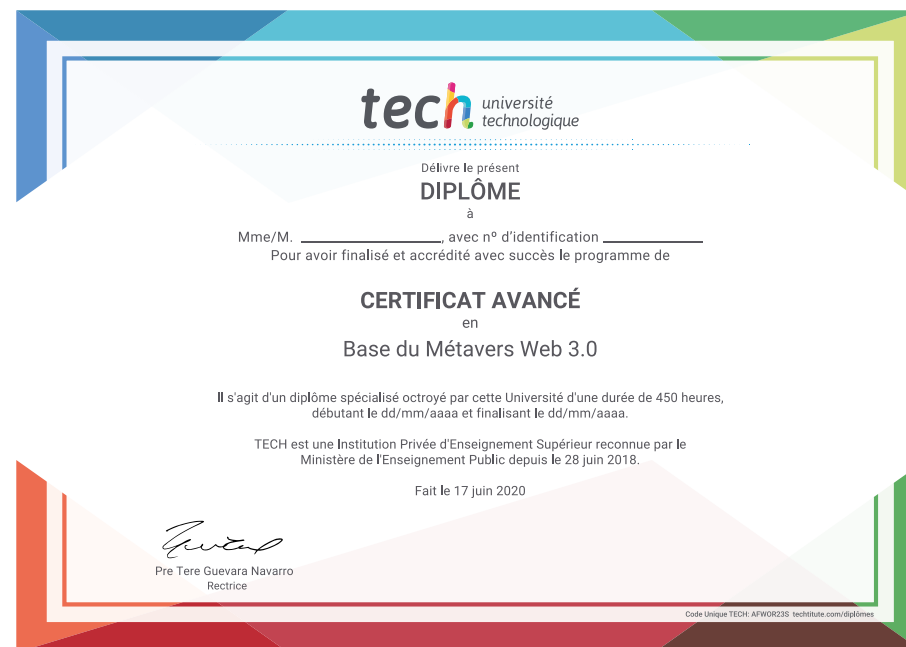 tech université
technologique
Délivre le présent
DIPLÔME
à
Mme/M. ____________________, avec nº d'identification ______________
Pour avoir finalisé et accrédité avec succès le programme de
CERTIFICAT AVANCÉ
en
Base du Métavers Web 3.0
Il s'agit d'un diplôme spécialisé octroyé par cette Université d'une durée de 450 heures,
débutant le dd/mm/aaaa et finalisant le dd/mm/aaaa.
TECH est une Institution Privée d'Enseignement Supérieur reconnue par le
Ministère de l'Enseignement Public depuis le 28 juin 2018.
Fait le 17 juin 2020
Pre Tere Guevara Navarro
Rectrice
Code Unique TECH: AFWOR23S techtitute.com/diplômes